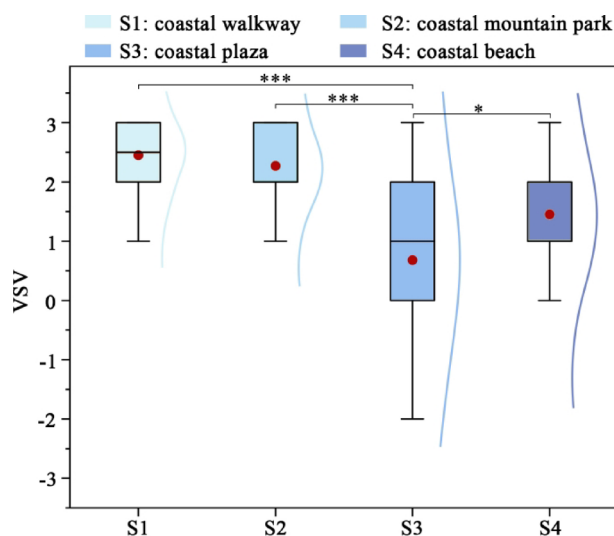 S1: coastal walkway
S2: coastal mountain park
S3: coastal plaza
S4: coastal beach
***
***
*
3
2
1
0
-1
-2
-3
VSV
S1
S2
S3
S4